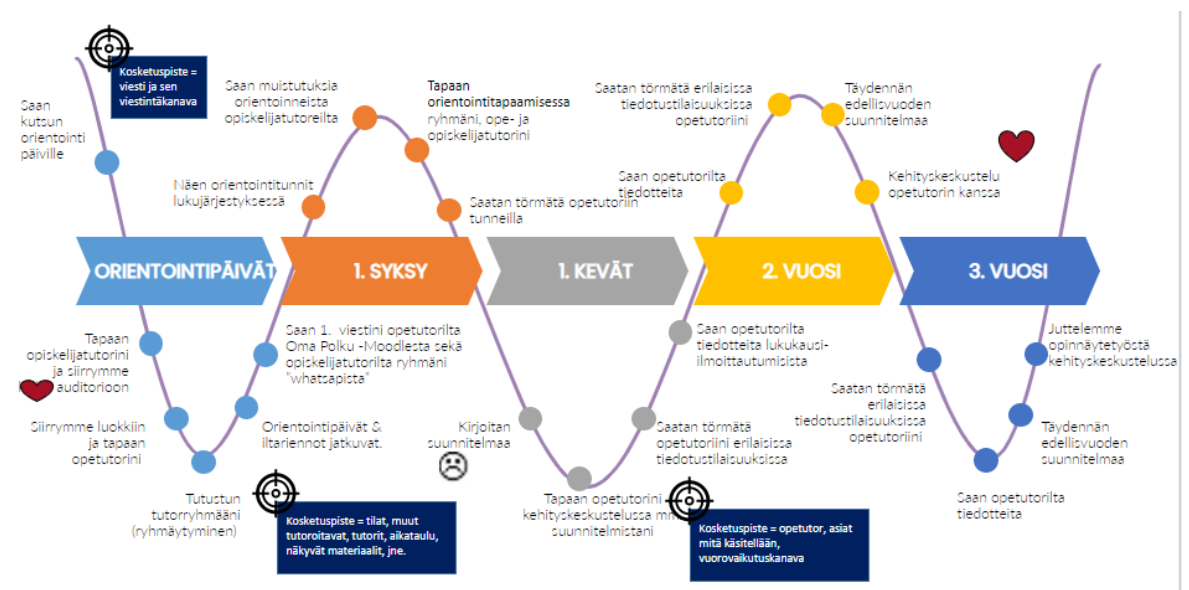 Kosketuspiste =
viesti ja sen
viestintäkanava
Saan
kutsun
orientointi
päiville
Saan muistutuksia
orientoinneista
opiskelijatutoreilta
Tapaan
orientointitapaamisessa
ryhmäni, ope- ja
opiskelijatutorini
Saatan törmätä erilaisissa
tiedotustilaisuuksissa
opetutoriini
Täydennän
edellisvuoden
suunnitelmaa
Näen orientointitunnit
lukujärjestyksessä
Saatan törmätä opetutoriin
tunneilla
Saan opetutorilta
tiedotteita
Kehityskeskustelu
opetutorin kanssa
ORIENTOINTIPÄIVÄT
1. SYKSY
1. KEVÄT
2. VUOSI
3. VUOSI
Tapaan
opiskelijatutorini
ja siirrymme
auditorioon
Saan 1. viestini opetutorilta
Oma Polku -Moodlesta sekä
opiskelijatutorilta ryhmäni
"whatsapista"
Saan opetutorilta
tiedotteita lukukausi-
ilmoittautumisista
Juttelemme
opinnäytetyöstä
kehityskeskustelussa
Siirrymme luokkiin
ja tapaan
opetutorini
Orientointipäivät &
iltariennot jatkuvat.
Kirjoitan
suunnitelmaa
Saatan törmätä
opetutoriini erilaisissa
tiedotustilaisuuksissa
Saatan törmätä
erilaisissa
tiedotustilaisuuksissa
opetutoriini
Täydennän
edellisvuoden
suunnitelmaa
Tutustun
tutorryhmääni
(ryhmäytyminen)
Kosketuspiste = tilat, muut
tutoroitavat, tutorit, aikataulu,
näkyvät materiaalit, jne.
Tapaan opetutorini
kehityskeskustelussa mm
suunnitelmistani
Kosketuspiste = opetutor, asiat
mitä käsitellään,
vuorovaikutuskanava
Saan opetutorilta
tiedotteita